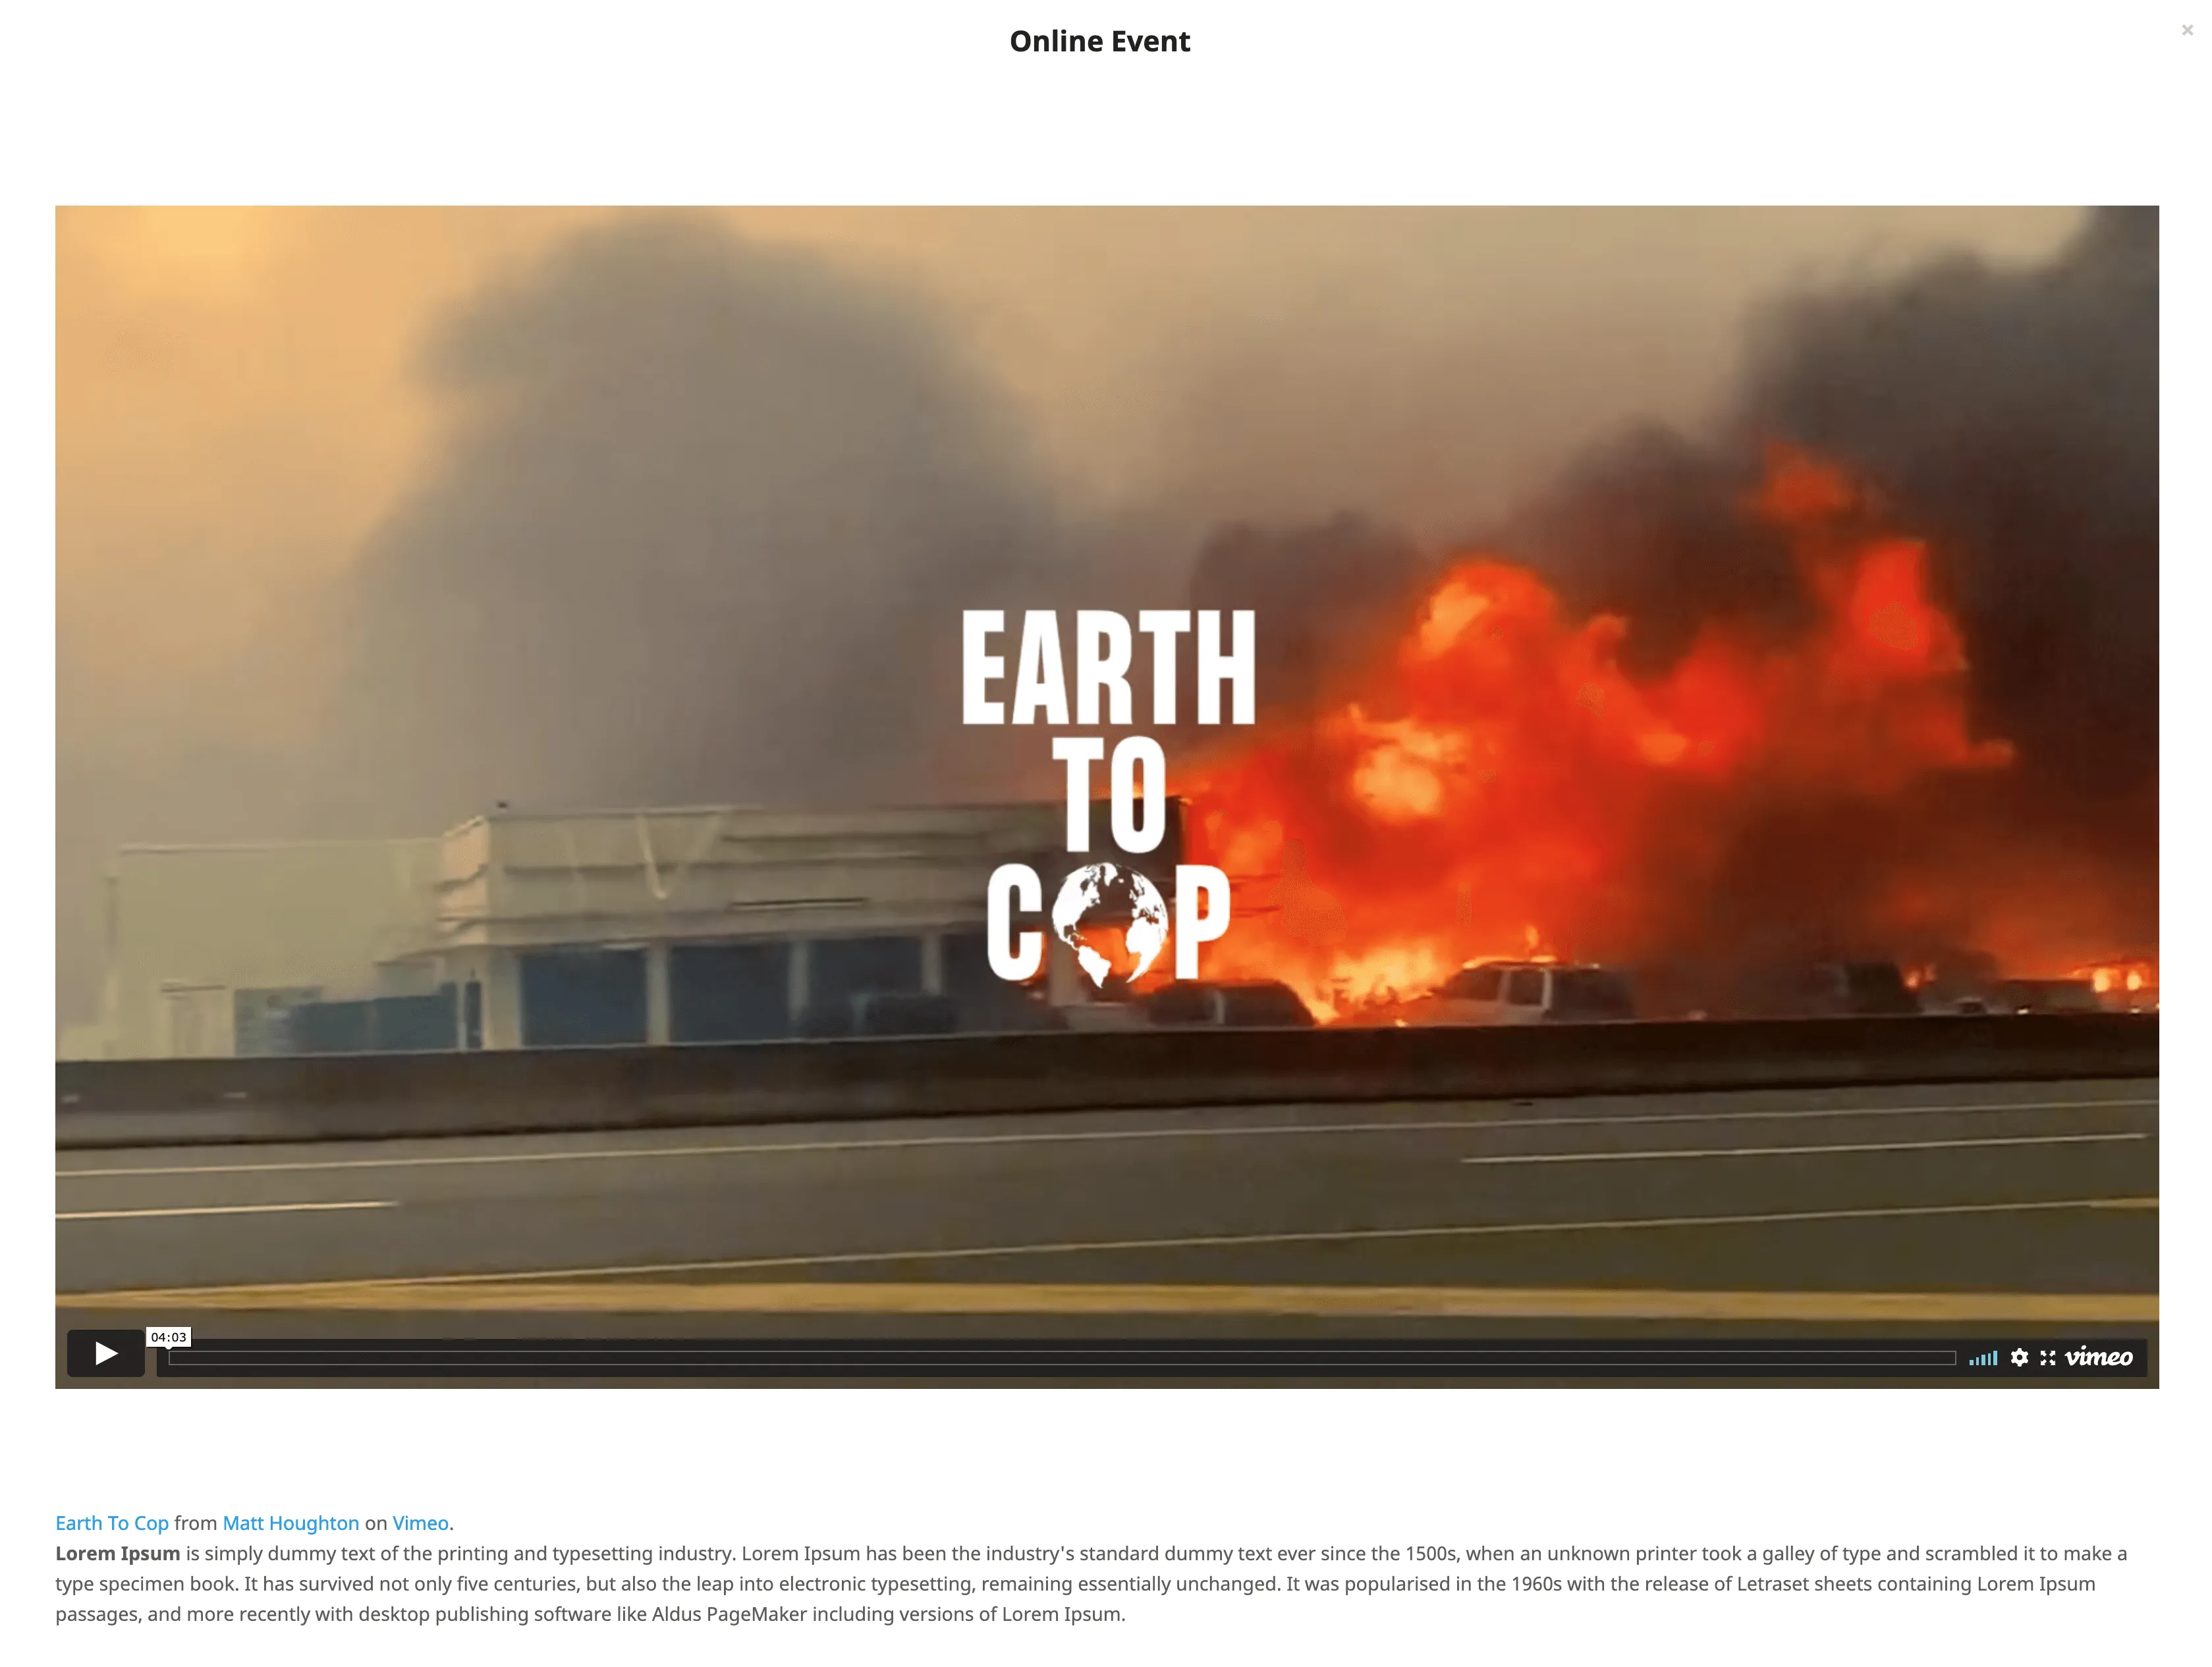 Online Event
×
EARTH
TO
COP
04:03
vimeo
Earth To Cop from Matt Houghton on Vimeo.
Lorem Ipsum is simply dummy text of the printing and typesetting industry. Lorem Ipsum has been the industry's standard dummy text ever since the 1500s, when an unknown printer took a galley of type and scrambled it to make a
type specimen book. It has survived not only five centuries, but also the leap into electronic typesetting, remaining essentially unchanged. It was popularised in the 1960s with the release of Letraset sheets containing Lorem Ipsum
passages, and more recently with desktop publishing software like Aldus PageMaker including versions of Lorem Ipsum.